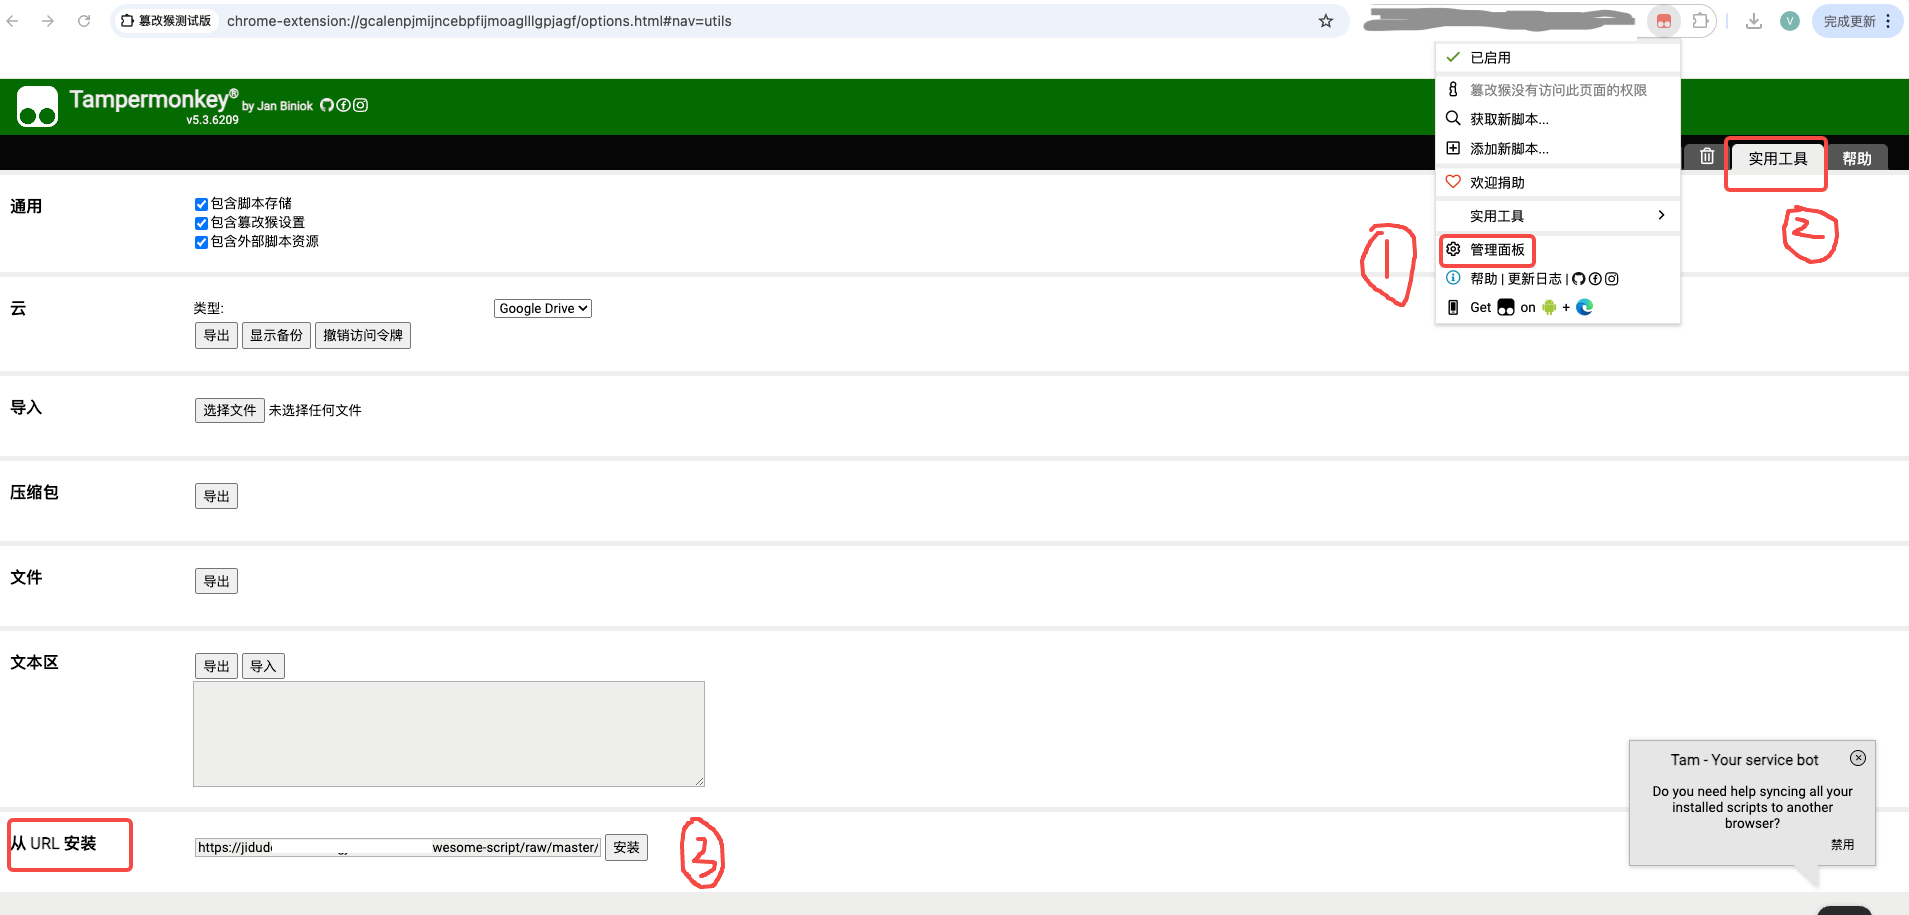 篡改猴测试版 chrome-extension://gcalenpjmijncebpfijmoaglllgpjagf/options.html#nav=utils V 完成更新
已启用
篡改猴没有访问此页面的权限
获取新脚本...
添加新脚本...
欢迎捐助
实用工具
管理面板
帮助 | 更新日志 |
Get on +
Tampermonkey® by Jan Biniok
v5.3.6209
实用工具 帮助
1
2
通用
包含脚本存储
包含篡改猴设置
包含外部脚本资源
云
类型: Google Drive
导出 显示备份 撤销访问令牌
导入
选择文件 未选择任何文件
压缩包
导出
文件
导出
文本区
导出 导入
从 URL 安装
https://jidud wesome-script/raw/master/ 安装
3
Tam - Your service bot
Do you need help syncing all your
installed scripts to another
browser?
禁用